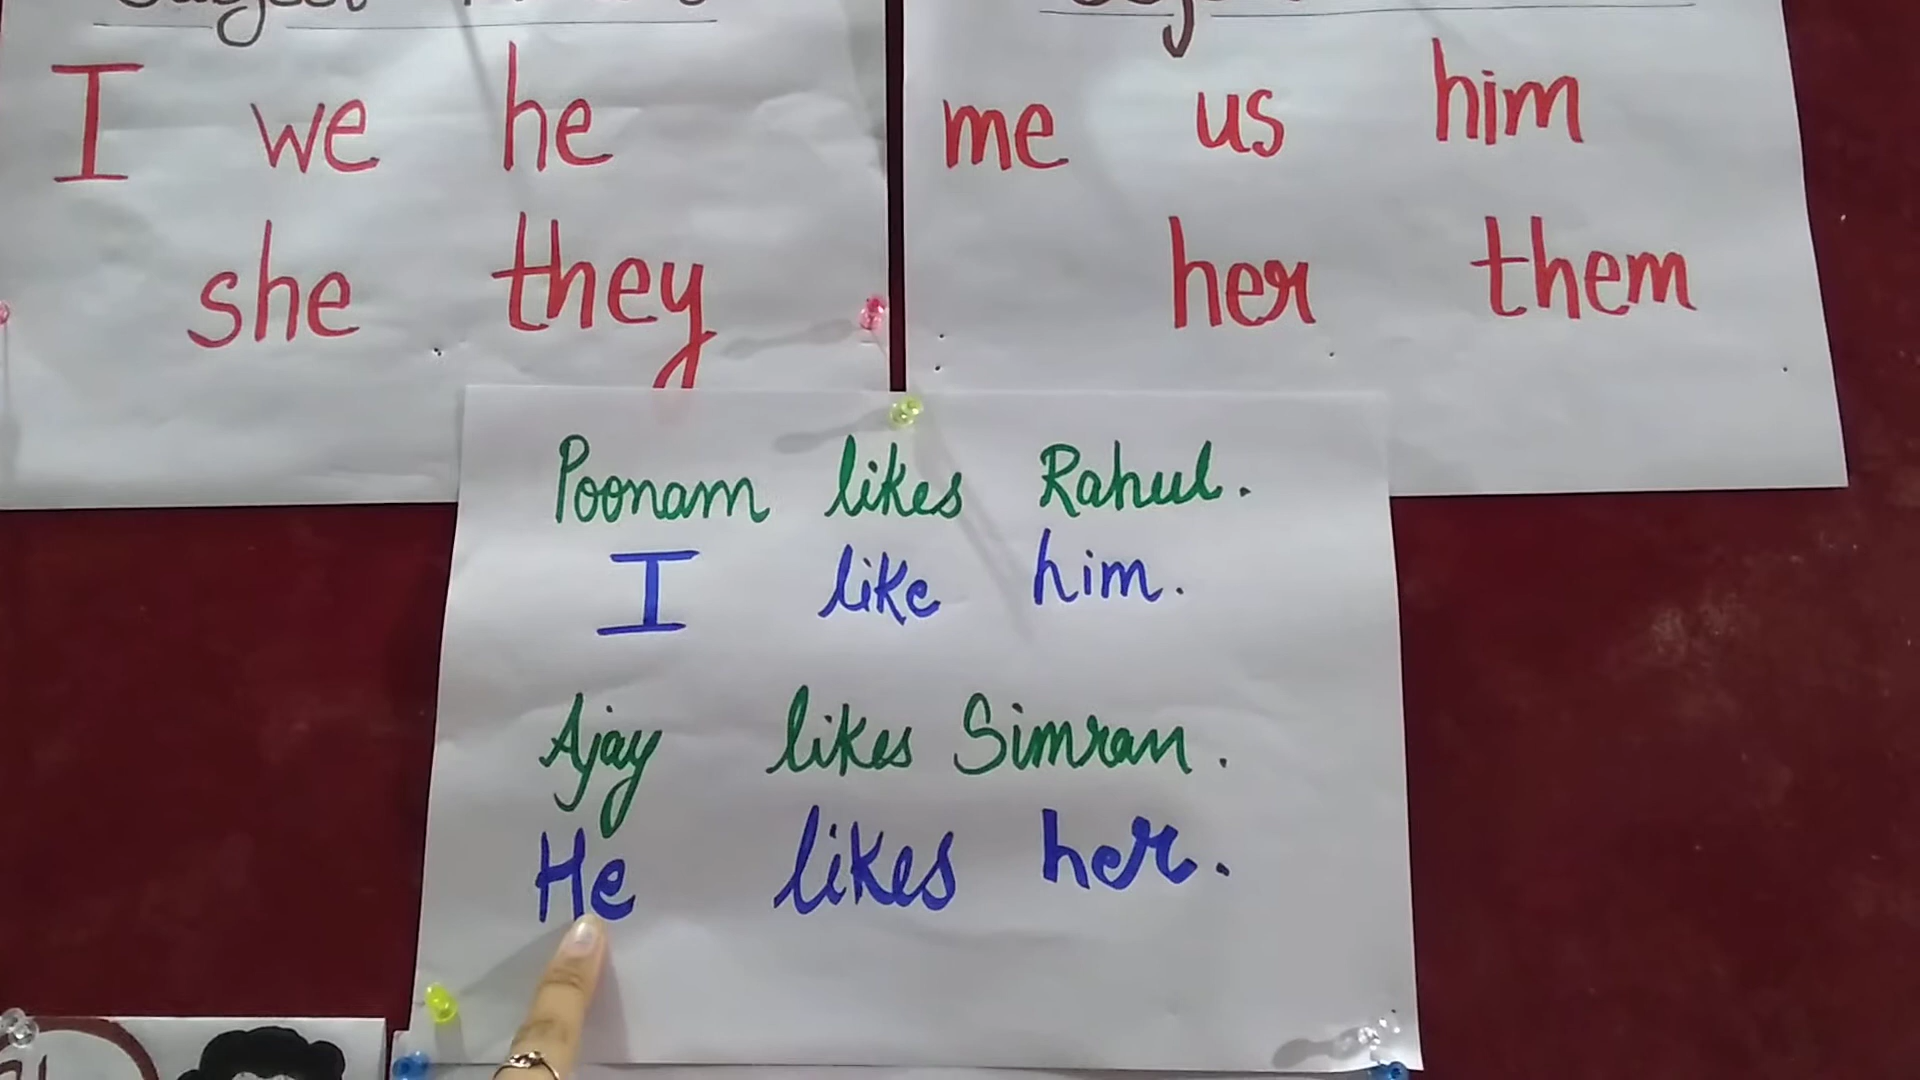 Subject
I we he
she they
me us him
her them
Poonam likes Rahul.
I like him.
Ajay likes Simran.
He likes her.